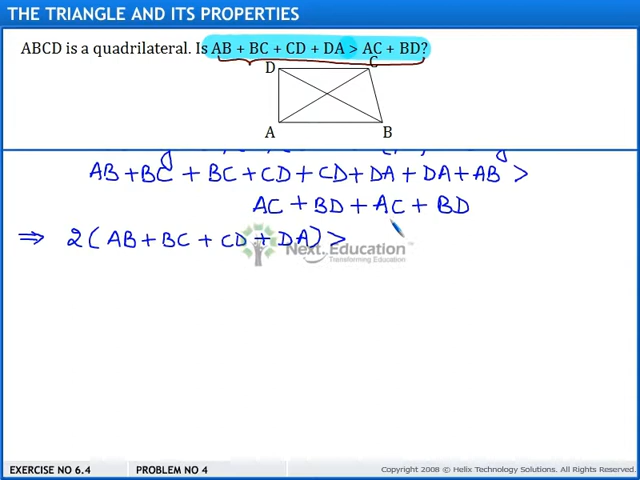 THE TRIANGLE AND ITS PROPERTIES
ABCD is a quadrilateral. Is AB + BC + CD + DA > AC + BD?
D C
A B
AB + BC + BC + CD + CD + DA + DA + AB >
AC + BD + AC + BD
⇒ 2 ( AB + BC + CD + DA ) >
Next Education
Transforming Education
EXERCISE NO 6.4 PROBLEM NO 4 Copyright 2008 © Helix Technology Solutions. All Rights Reserved.